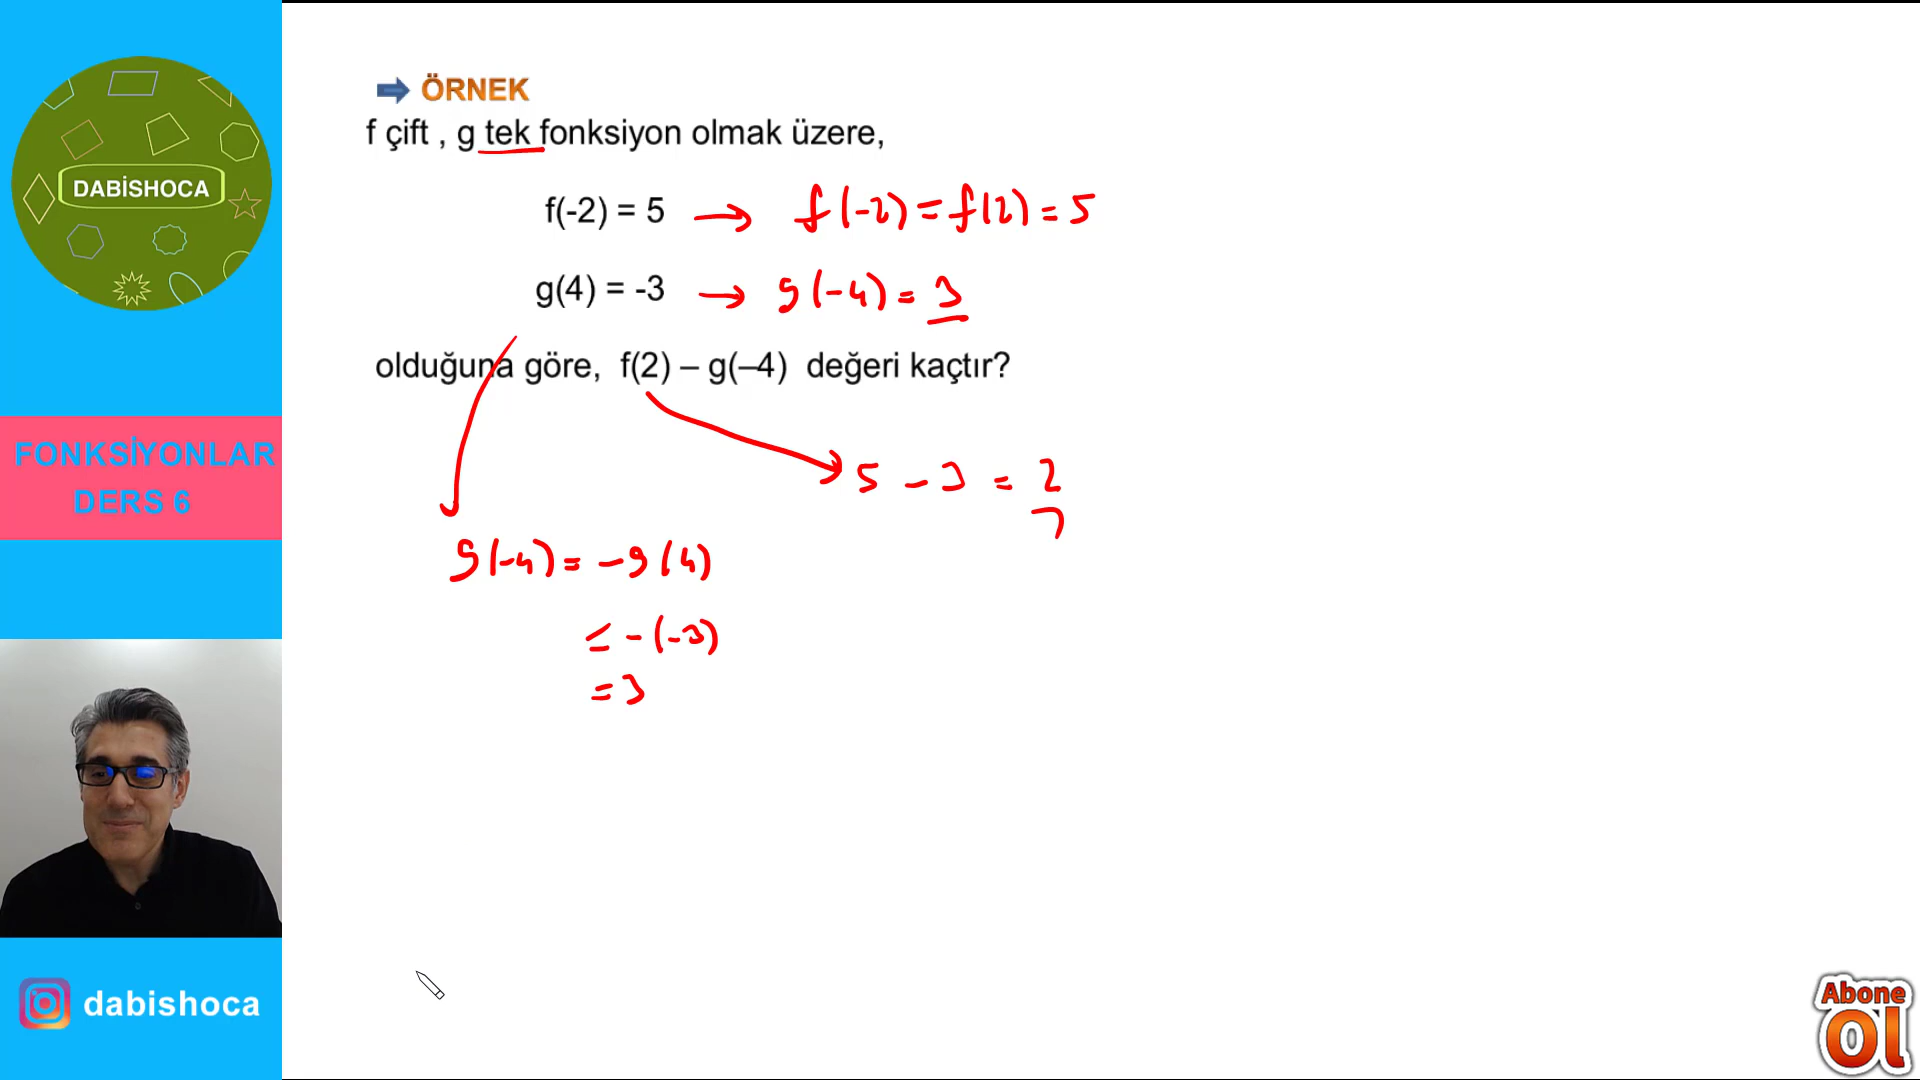 DABİSHOCA
FONKSİYONLAR
DERS 6
dabishoca
ÖRNEK
f çift , g tek fonksiyon olmak üzere,
f(-2) = 5 → f(-2) = f(2) = 5
g(4) = -3 → g(-4) = 3
olduğuna göre, f(2) – g(–4) değeri kaçtır?
5 - 3 = 2
g(-4) = -g(4)
= -(-3)
= 3
Abone
Ol